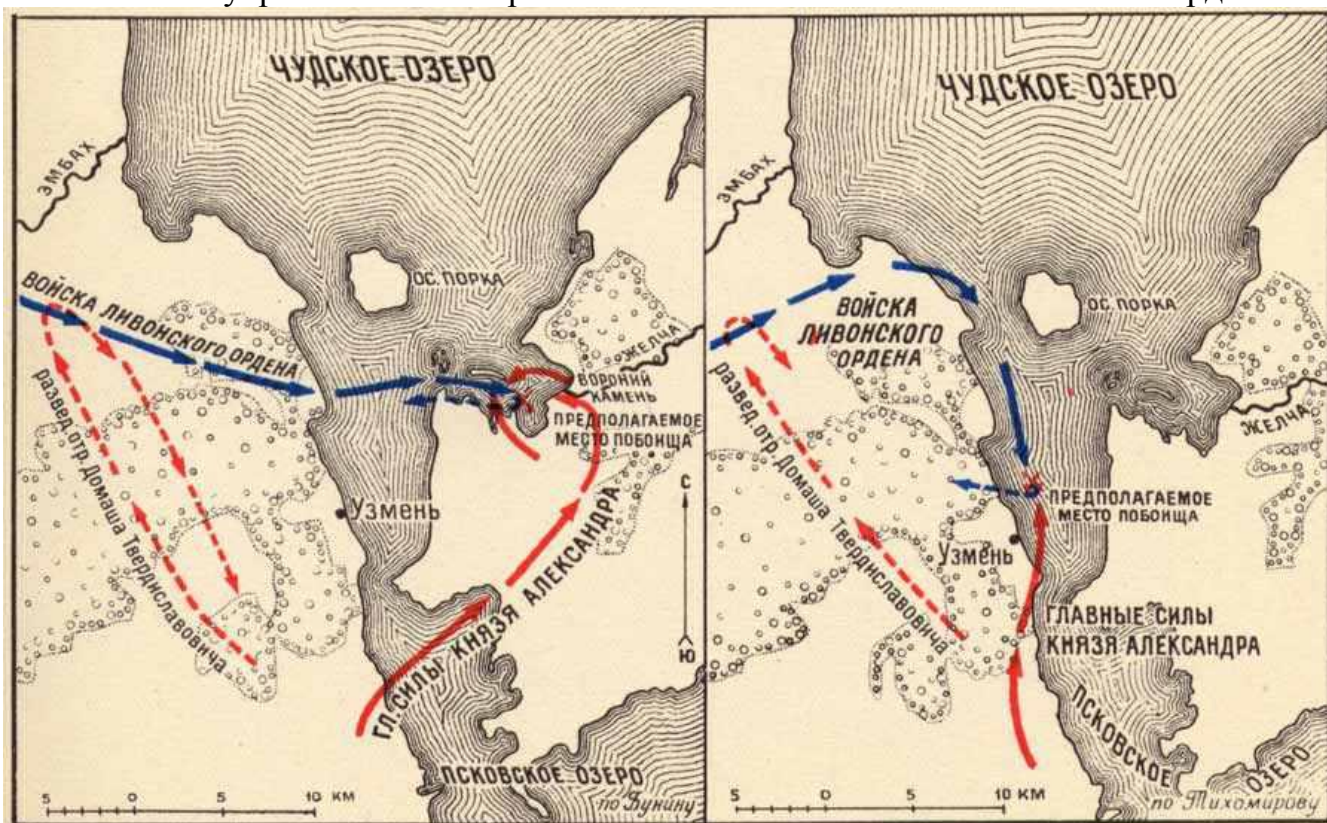 ЧУДСКОЕ ОЗЕРО
ЭМБАХ
ОС. ПОРКА
ВОЙСКА ЛИВОНСКОГО ОРДЕНА
ЖЕЛЧА
ВОРОНИЙ
КАМЕНЬ
ПРЕДПОЛАГАЕМОЕ
МЕСТО ПОБОИЩА
развед. отр. Домаша Твердиславовича
Узмень
С
Ю
ГЛ. СИЛЫ КНЯЗЯ АЛЕКСАНДРА
ПСКОВСКОЕ ОЗЕРО
5 0 5 10 КМ
по Бунину
ЧУДСКОЕ ОЗЕРО
ЭМБАХ
ОС. ПОРКА
ВОЙСКА
ЛИВОНСКОГО
ОРДЕНА
ЖЕЛЧА
развед. отр. Домаша Твердиславовича
ПРЕДПОЛАГАЕМОЕ
МЕСТО ПОБОИЩА
Узмень
ГЛАВНЫЕ СИЛЫ
КНЯЗЯ АЛЕКСАНДРА
ПСКОВСКОЕ
ОЗЕРО
5 0 5 10 КМ
по Тихомирову